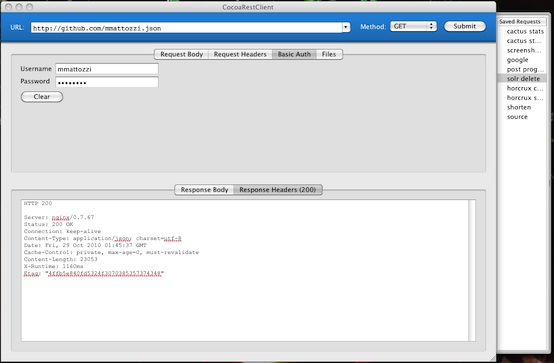 CocoaRestClient
URL: http://github.com/mmattozzi.json Method: GET Submit
Saved Requests
cactus stats
cactus st...
screensh...
google
post prog...
solr delete
horcrux c...
horcrux s...
shorten
source
Request Body Request Headers Basic Auth Files
Username mmattozzi
Password ••••••••
Clear
Response Body Response Headers (200)
HTTP 200
Server: nginx/0.7.67
Status: 200 OK
Connection: keep-alive
Content-Type: application/json; charset=utf-8
Date: Fri, 29 Oct 2010 01:45:37 GMT
Cache-Control: private, max-age=0, must-revalidate
Content-Length: 23053
X-Runtime: 1160ms
Etag: